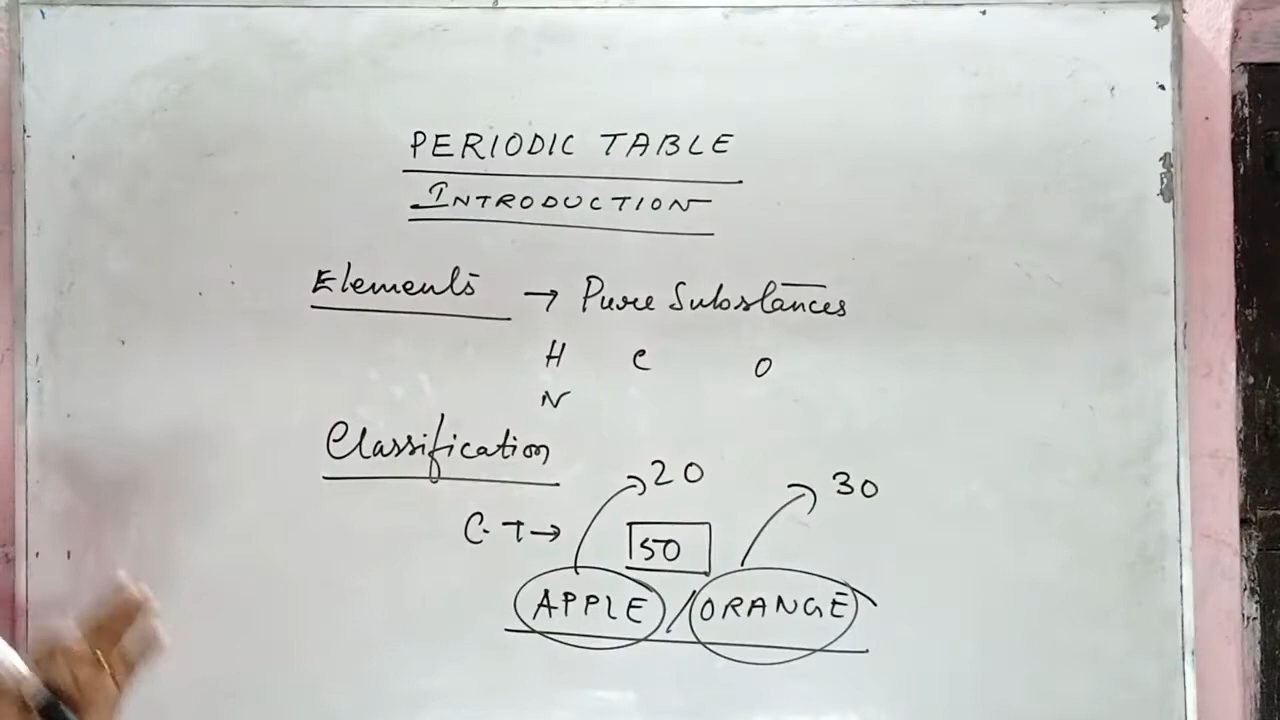 PERIODIC TABLE
INTRODUCTION
Elements → Pure Substances
H C O
N
Classification
20 30
C.T→ 50
APPLE / ORANGE